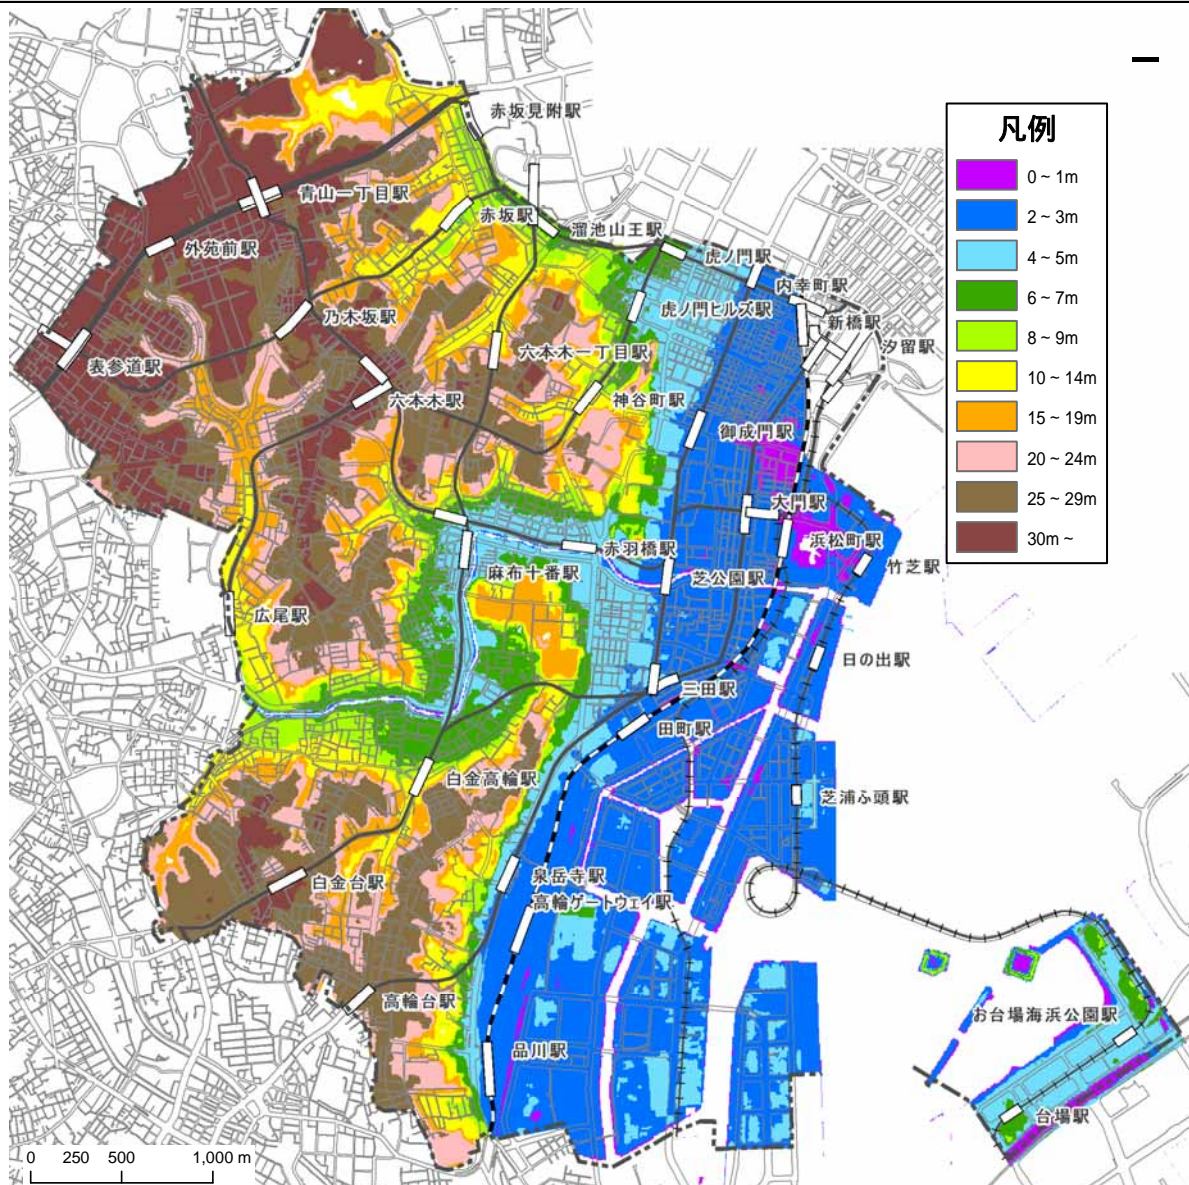 凡例
0 ~ 1m
2 ~ 3m
4 ~ 5m
6 ~ 7m
8 ~ 9m
10 ~ 14m
15 ~ 19m
20 ~ 24m
25 ~ 29m
30m ~
赤坂見附駅
青山一丁目駅
赤坂駅
溜池山王駅
外苑前駅
虎ノ門駅
内幸町駅
虎ノ門ヒルズ駅
新橋駅
乃木坂駅
汐留駅
六本木一丁目駅
表参道駅
六本木駅
神谷町駅
御成門駅
大門駅
浜松町駅
赤羽橋駅
竹芝駅
麻布十番駅
芝公園駅
広尾駅
日の出駅
三田駅
田町駅
白金高輪駅
芝浦ふ頭駅
泉岳寺駅
白金台駅
高輪ゲートウェイ駅
高輪台駅
お台場海浜公園駅
品川駅
台場駅
0 250 500 1,000 m